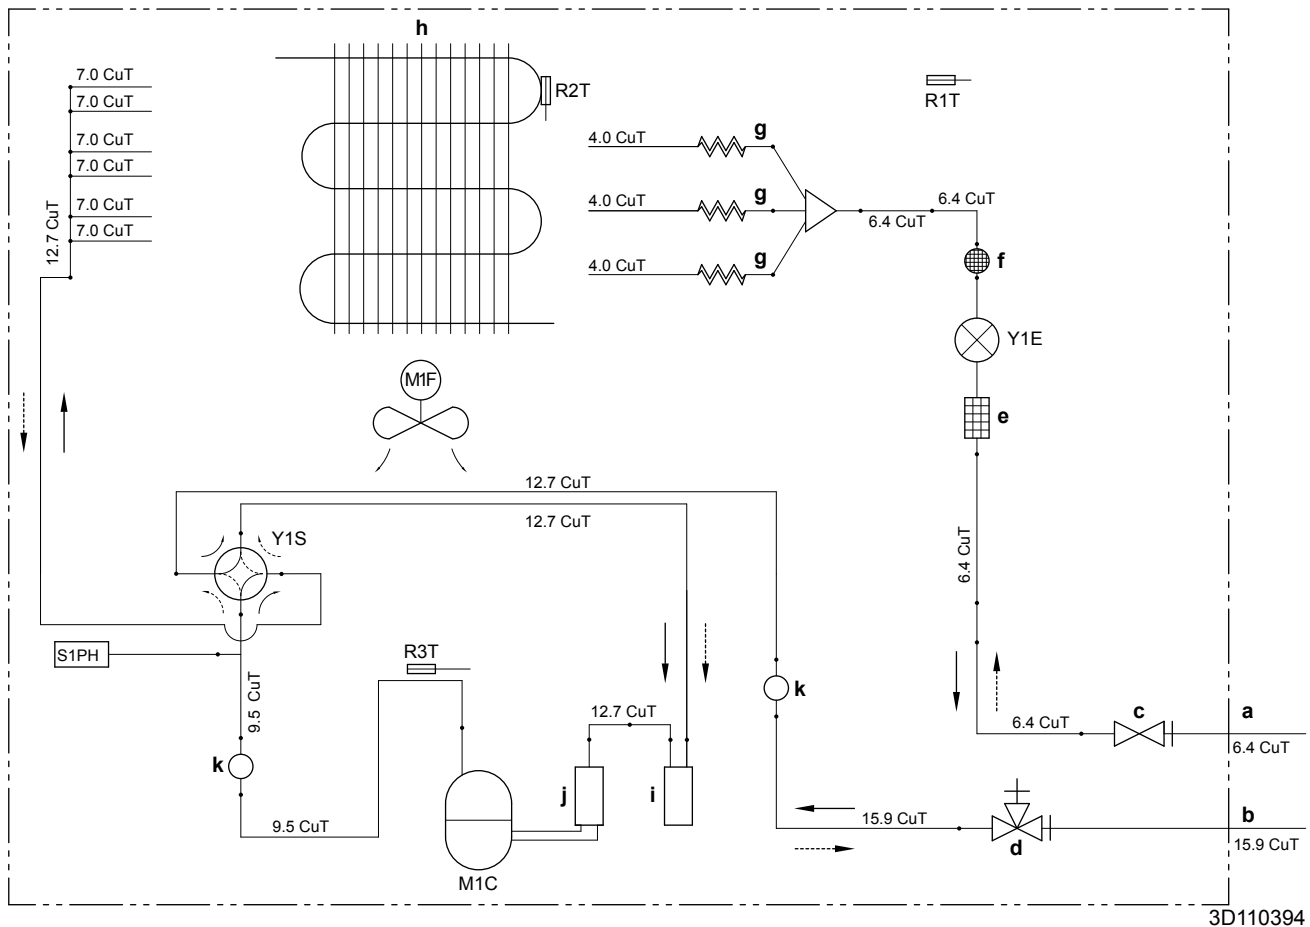 h
7.0 CuT
R2T
R1T
7.0 CuT
g
4.0 CuT
7.0 CuT
7.0 CuT
g
4.0 CuT
6.4 CuT
6.4 CuT
7.0 CuT
7.0 CuT
12.7 CuT
g
4.0 CuT
f
Y1E
M1F
e
12.7 CuT
12.7 CuT
Y1S
6.4 CuT
S1PH
R3T
9.5 CuT
k
12.7 CuT
c
a
6.4 CuT
6.4 CuT
k
j
i
9.5 CuT
15.9 CuT
b
d
15.9 CuT
M1C
3D110394